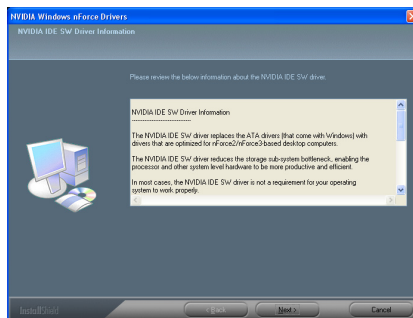 NVIDIA Windows nForce Drivers
NVIDIA IDE SW Driver Information
Please review the below information about the NVIDIA IDE SW driver.
NVIDIA IDE SW Driver Information
------------------------------
The NVIDIA IDE SW driver replaces the ATA drivers (that come with Windows) with
drivers that are optimized for nForce2/nForce3-based desktop computers.
The NVIDIA IDE SW driver reduces the storage sub-system bottleneck, enabling the
processor and other system level hardware to be more productive and efficient.
In most cases, the NVIDIA IDE SW driver is not a requirement for your operating
system to work properly.
InstallShield
< Back
Next >
Cancel